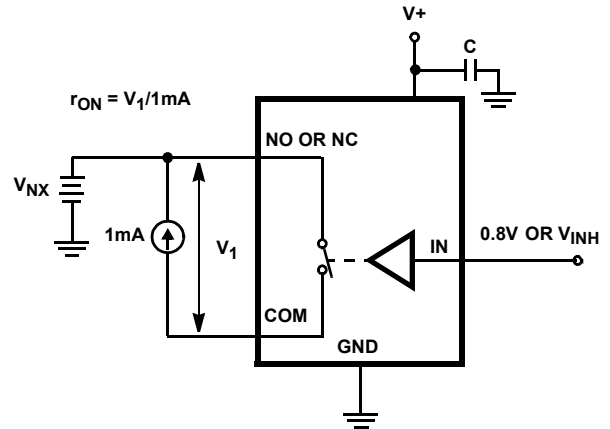 V+
C
rON = V1/1mA
NO OR NC
VNX
1mA
V1
IN
0.8V OR VINH
COM
GND